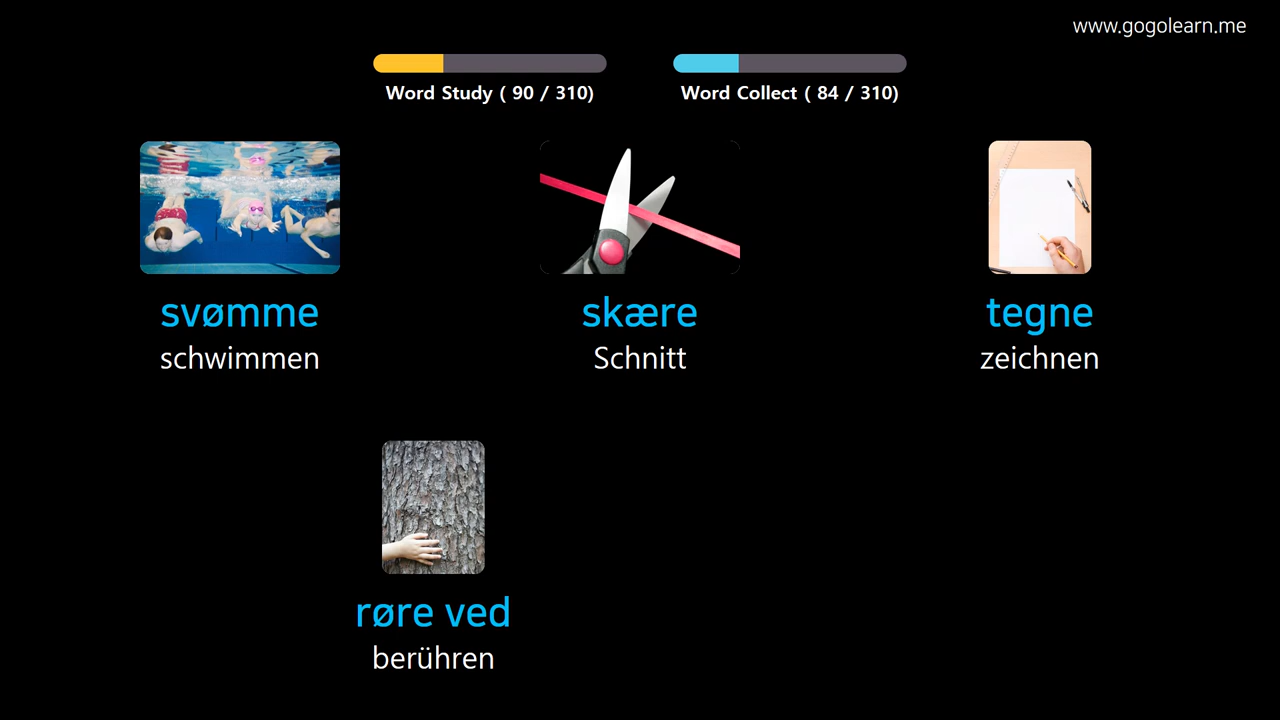 www.gogolearn.me
Word Study ( 90 / 310)
Word Collect ( 84 / 310)
svømme
schwimmen
skære
Schnitt
tegne
zeichnen
røre ved
berühren